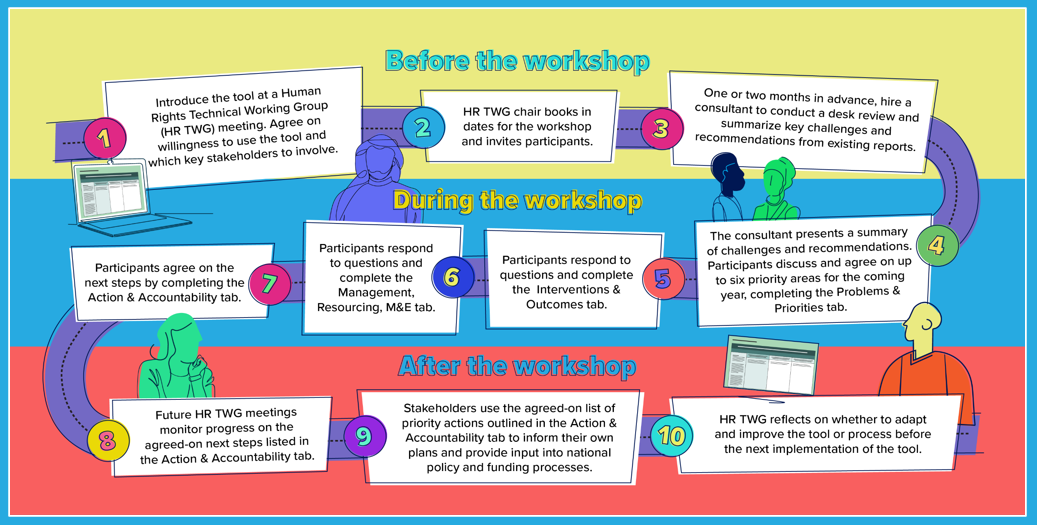 Before the workshop
1
Introduce the tool at a Human
Rights Technical Working Group
(HR TWG) meeting. Agree on
willingness to use the tool and
which key stakeholders to involve.
2
HR TWG chair books in
dates for the workshop
and invites participants.
3
One or two months in advance, hire a
consultant to conduct a desk review and
summarize key challenges and
recommendations from existing reports.
During the workshop
4
The consultant presents a summary
of challenges and recommendations.
Participants discuss and agree on up
to six priority areas for the coming
year, completing the Problems &
Priorities tab.
5
Participants respond to
questions and complete
the Interventions &
Outcomes tab.
6
Participants respond
to questions and
complete the
Management,
Resourcing, M&E tab.
7
Participants agree on the
next steps by completing the
Action & Accountability tab.
After the workshop
8
Future HR TWG meetings
monitor progress on the
agreed-on next steps listed in
the Action & Accountability tab.
9
Stakeholders use the agreed-on list of
priority actions outlined in the Action &
Accountability tab to inform their own
plans and provide input into national
policy and funding processes.
10
HR TWG reflects on whether to adapt
and improve the tool or process before
the next implementation of the tool.